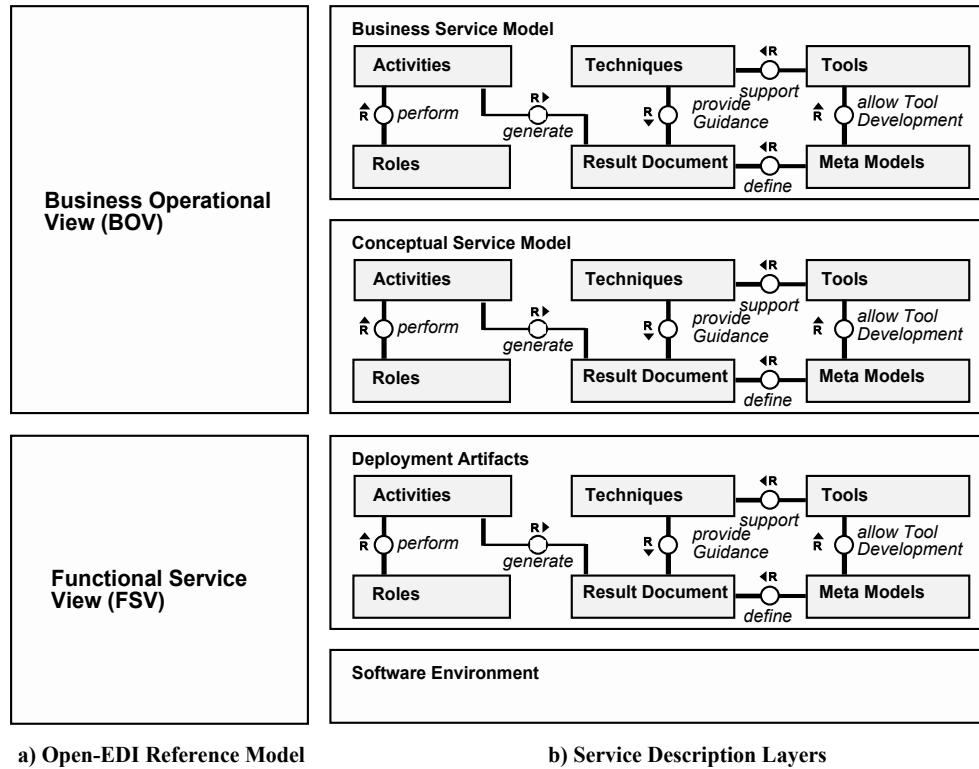 Business Operational
View (BOV)
Functional Service
View (FSV)
a) Open-EDI Reference Model
Business Service Model
Activities
Techniques
Tools
◄R
support
▲
R
perform
R►
generate
R
▼
provide
Guidance
▲
R
allow Tool
Development
Roles
Result Document
Meta Models
◄R
define
Conceptual Service Model
Activities
Techniques
Tools
◄R
support
▲
R
perform
R►
generate
R
▼
provide
Guidance
▲
R
allow Tool
Development
Roles
Result Document
Meta Models
◄R
define
Deployment Artifacts
Activities
Techniques
Tools
◄R
support
▲
R
perform
R►
generate
R
▼
provide
Guidance
▲
R
allow Tool
Development
Roles
Result Document
Meta Models
◄R
define
Software Environment
b) Service Description Layers